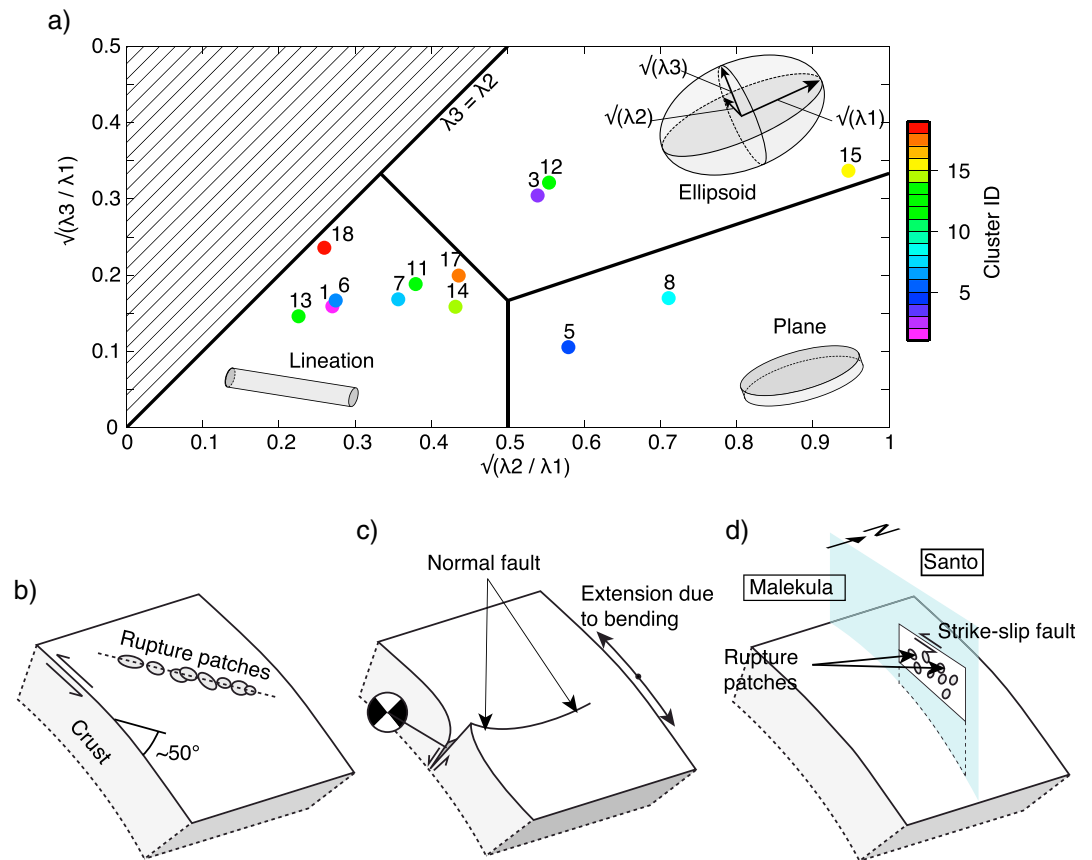 a)
0.5
0.4
0.3
0.2
0.1
0
√(λ3 / λ1)
0
0.1
0.2
0.3
0.4
0.5
0.6
0.7
0.8
0.9
1
√(λ2 / λ1)
λ3 = λ2
√(λ3)
√(λ2)
√(λ1)
Ellipsoid
15
12
3
18
17
11
7
6
1
13
14
8
5
Lineation
Plane
15
10
5
Cluster ID
b)
Rupture patches
Crust
~50°
c)
Normal fault
Extension due
to bending
d)
N
Malekula
Santo
Strike-slip fault
Rupture
patches